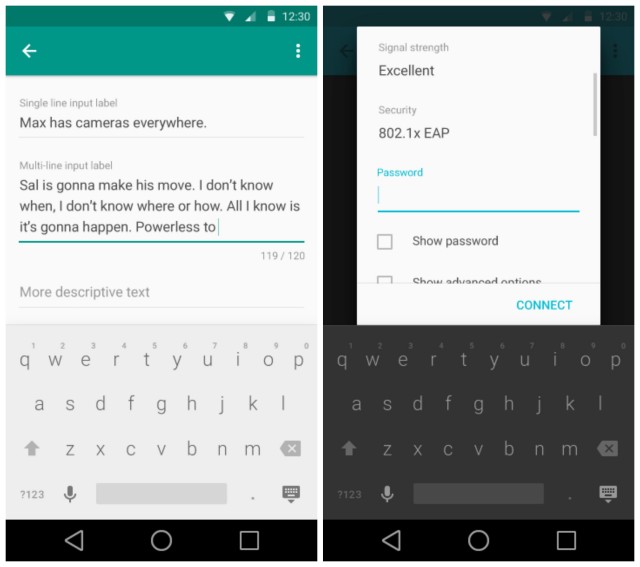 12:30
Single line input label
Max has cameras everywhere.
Multi-line input label
Sal is gonna make his move. I don't know
when, I don't know where or how. All I know is
it's gonna happen. Powerless to
119 / 120
More descriptive text
1 2 3 4 5 6 7 8 9 0
q w e r t y u i o p
a s d f g h j k l
z x c v b n m
?123 .
12:30
Signal strength
Excellent
Security
802.1x EAP
Password
Show password
Show advanced options
CONNECT
1 2 3 4 5 6 7 8 9 0
q w e r t y u i o p
a s d f g h j k l
z x c v b n m
?123 .